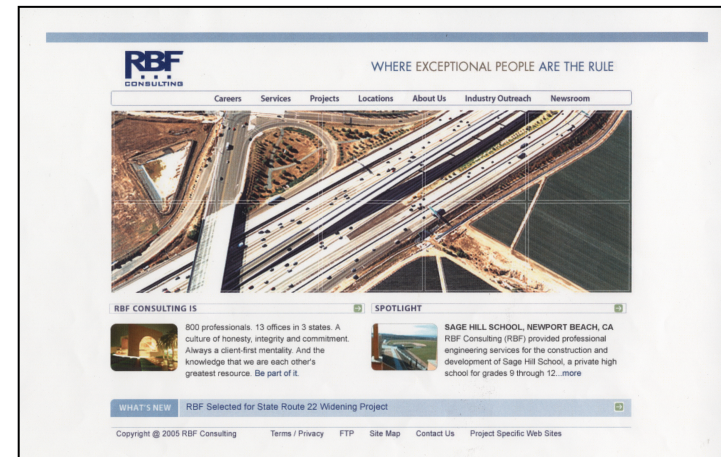 RBF
CONSULTING
WHERE EXCEPTIONAL PEOPLE ARE THE RULE
Careers Services Projects Locations About Us Industry Outreach Newsroom
RBF CONSULTING IS
800 professionals. 13 offices in 3 states. A
culture of honesty, integrity and commitment.
Always a client-first mentality. And the
knowledge that we are each other's
greatest resource. Be part of it.
SPOTLIGHT
SAGE HILL SCHOOL, NEWPORT BEACH, CA
RBF Consulting (RBF) provided professional
engineering services for the construction and
development of Sage Hill School, a private high
school for grades 9 through 12...more
WHAT'S NEW RBF Selected for State Route 22 Widening Project
Copyright @ 2005 RBF Consulting Terms / Privacy FTP Site Map Contact Us Project Specific Web Sites